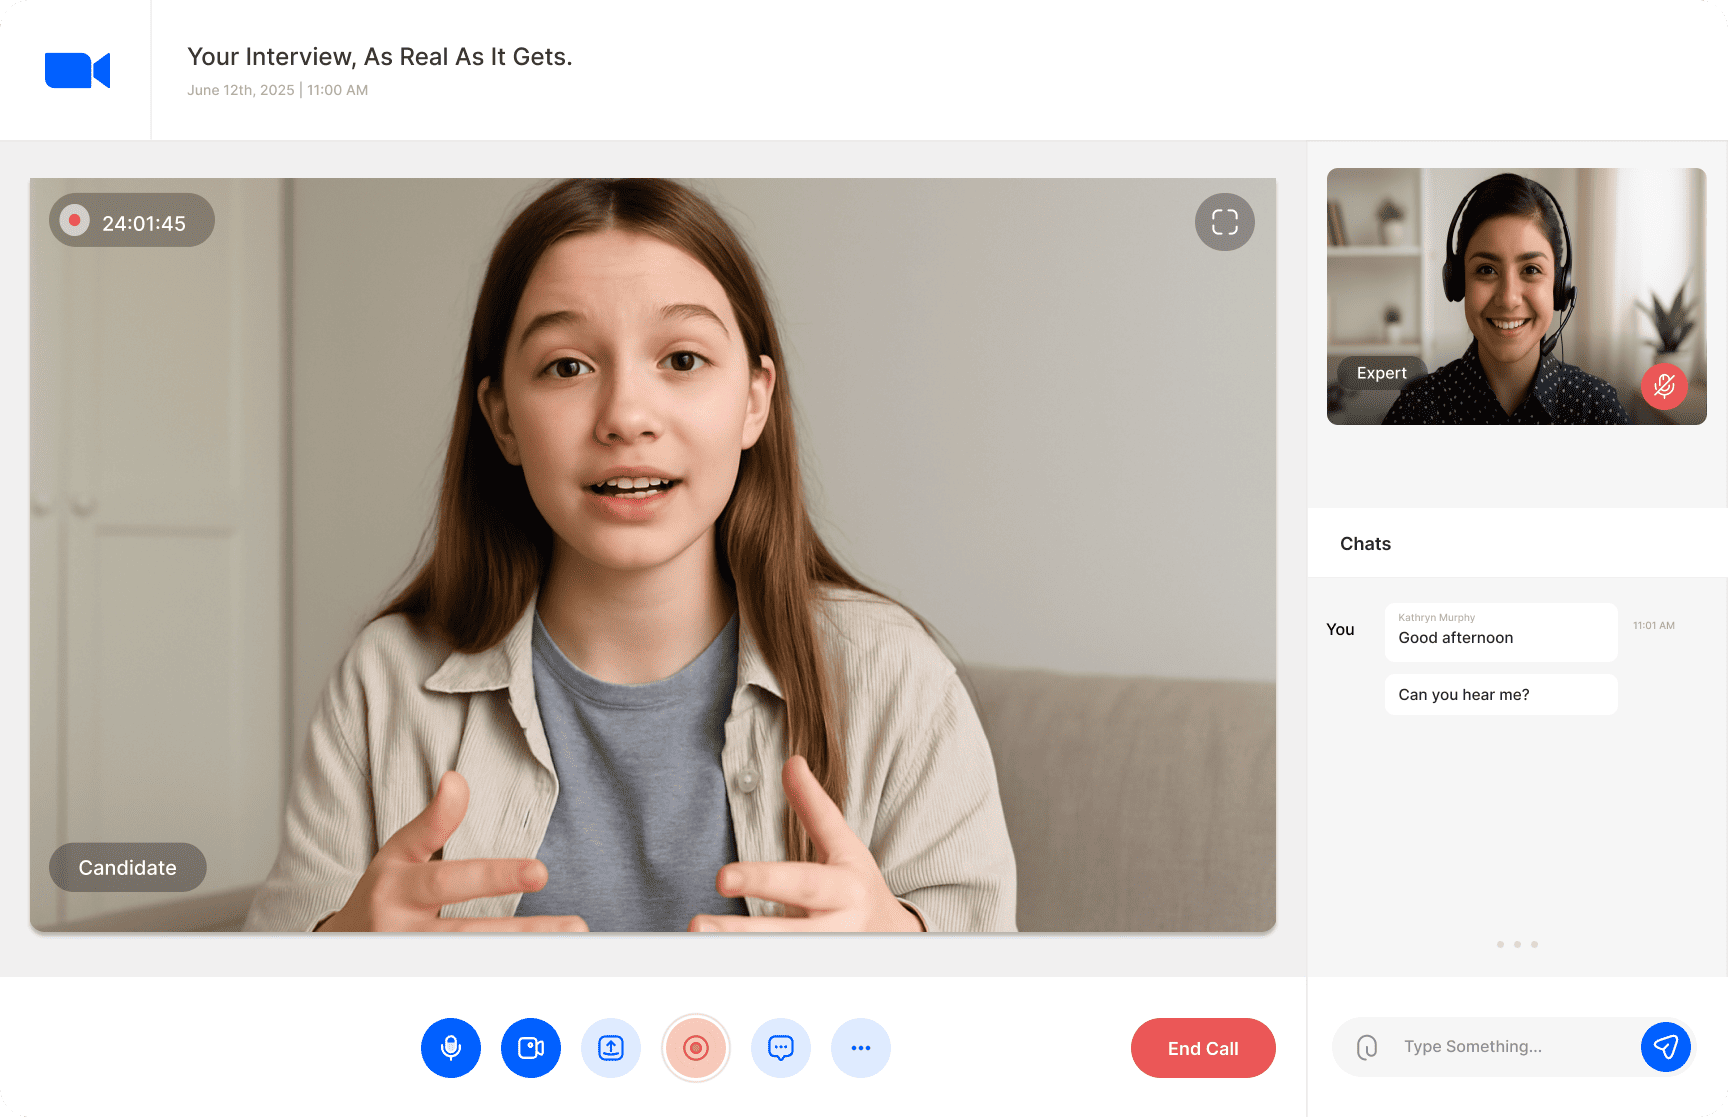 Your Interview, As Real As It Gets.
June 12th, 2025 | 11:00 AM
24:01:45
Candidate
Expert
Chats
You
Kathryn Murphy
Good afternoon
11:01 AM
Can you hear me?
End Call
Type Something...